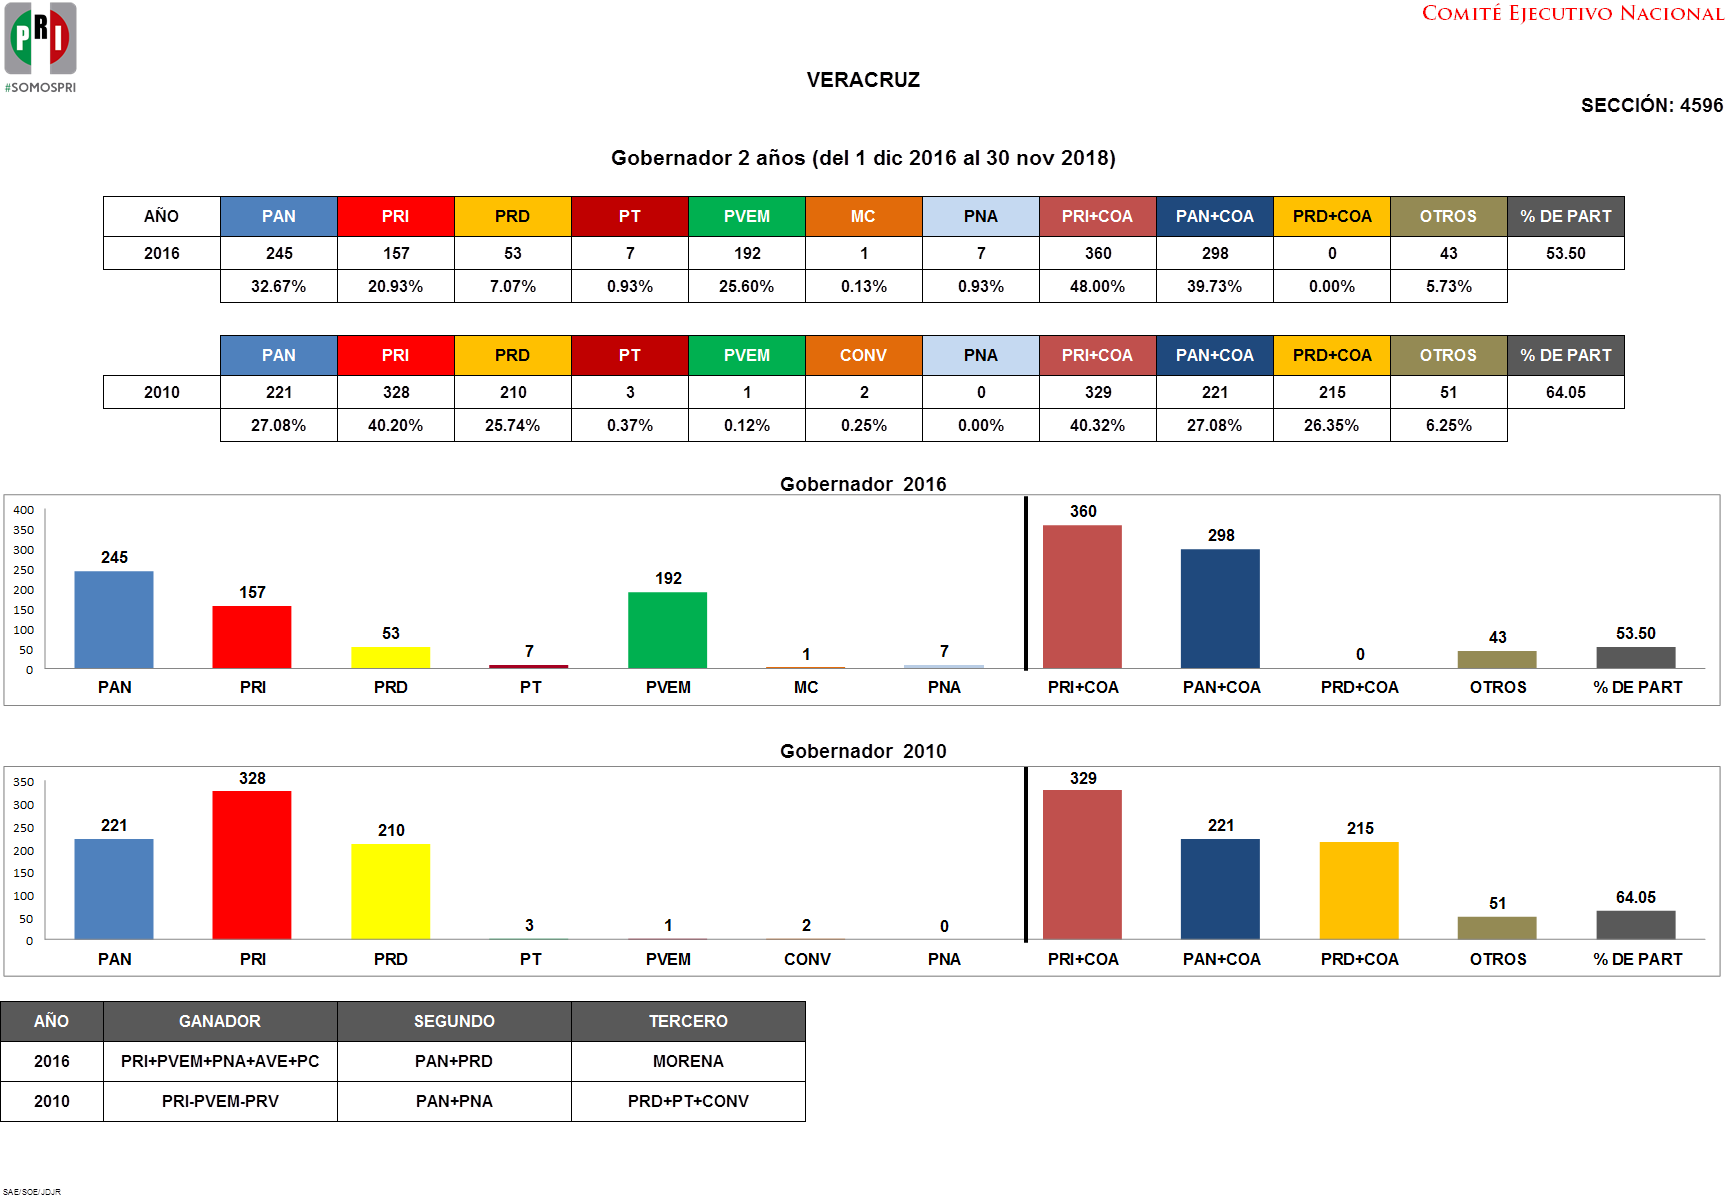 PRI
#SOMOSPRI
COMITÉ EJECUTIVO NACIONAL
VERACRUZ
SECCIÓN: 4596
Gobernador 2 años (del 1 dic 2016 al 30 nov 2018)
AÑO PAN PRI PRD PT PVEM MC PNA PRI+COA PAN+COA PRD+COA OTROS % DE PART
2016 245 157 53 7 192 1 7 360 298 0 43 53.50
32.67% 20.93% 7.07% 0.93% 25.60% 0.13% 0.93% 48.00% 39.73% 0.00% 5.73%
PAN PRI PRD PT PVEM CONV PNA PRI+COA PAN+COA PRD+COA OTROS % DE PART
2010 221 328 210 3 1 2 0 329 221 215 51 64.05
27.08% 40.20% 25.74% 0.37% 0.12% 0.25% 0.00% 40.32% 27.08% 26.35% 6.25%
Gobernador 2016
400
350
300
250
200
150
100
50
0
245 157 53 7 192 1 7 360 298 0 43 53.50
PAN PRI PRD PT PVEM MC PNA PRI+COA PAN+COA PRD+COA OTROS % DE PART
Gobernador 2010
350
300
250
200
150
100
50
0
221 328 210 3 1 2 0 329 221 215 51 64.05
PAN PRI PRD PT PVEM CONV PNA PRI+COA PAN+COA PRD+COA OTROS % DE PART
AÑO GANADOR SEGUNDO TERCERO
2016 PRI+PVEM+PNA+AVE+PC PAN+PRD MORENA
2010 PRI-PVEM-PRV PAN+PNA PRD+PT+CONV
SAE/SOE/JDJR